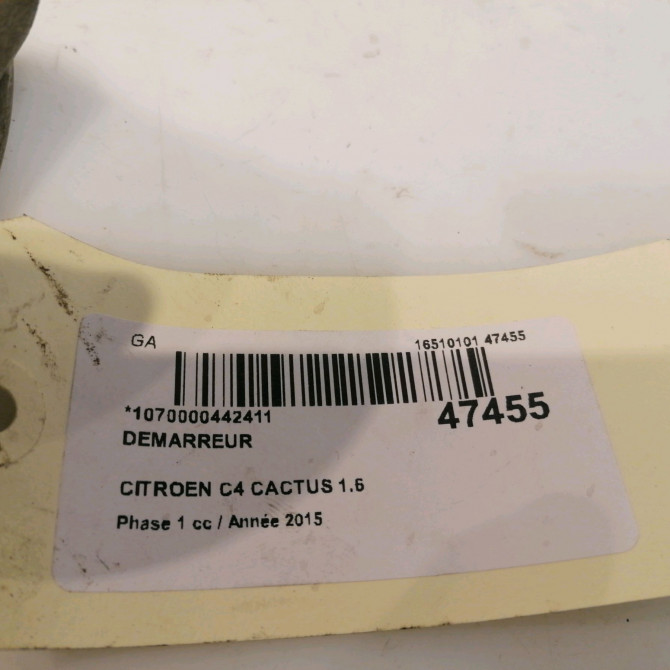 GA 16510101 47455
*1070000442411 47455
DEMARREUR
CITROEN C4 CACTUS 1.6
Phase 1 cc / Année 2015